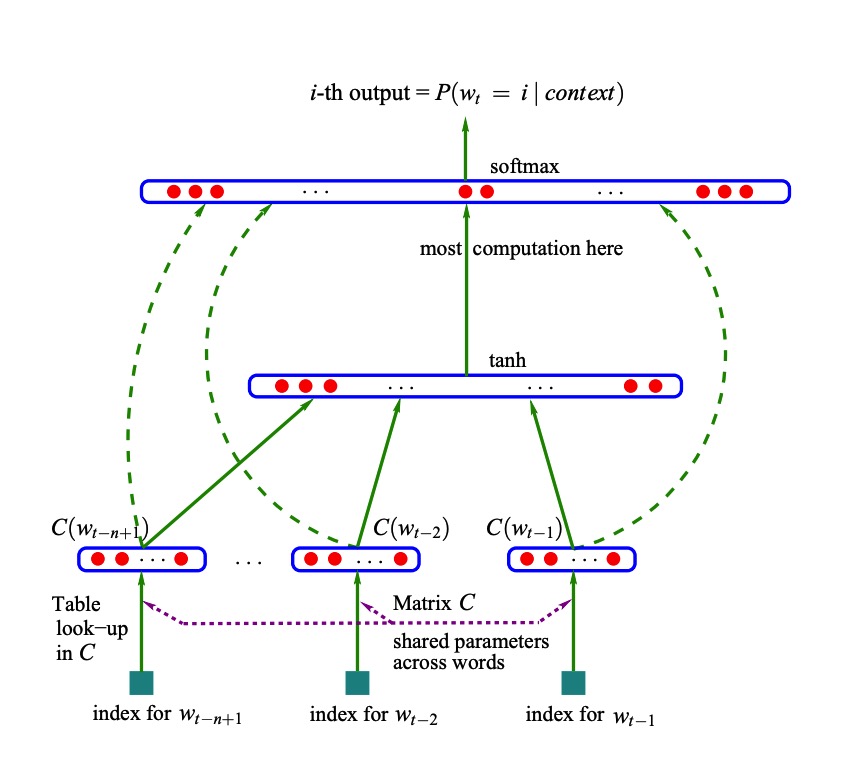 i-th output = P(w_t = i | context)
softmax
. . .
. . .
most computation here
tanh
. . .
. . .
C(w_{t−n+1})
C(w_{t−2})
C(w_{t−1})
. . .
. . .
. . .
. . .
Table
look−up
in C
Matrix C
shared parameters
across words
index for w_{t−n+1}
index for w_{t−2}
index for w_{t−1}